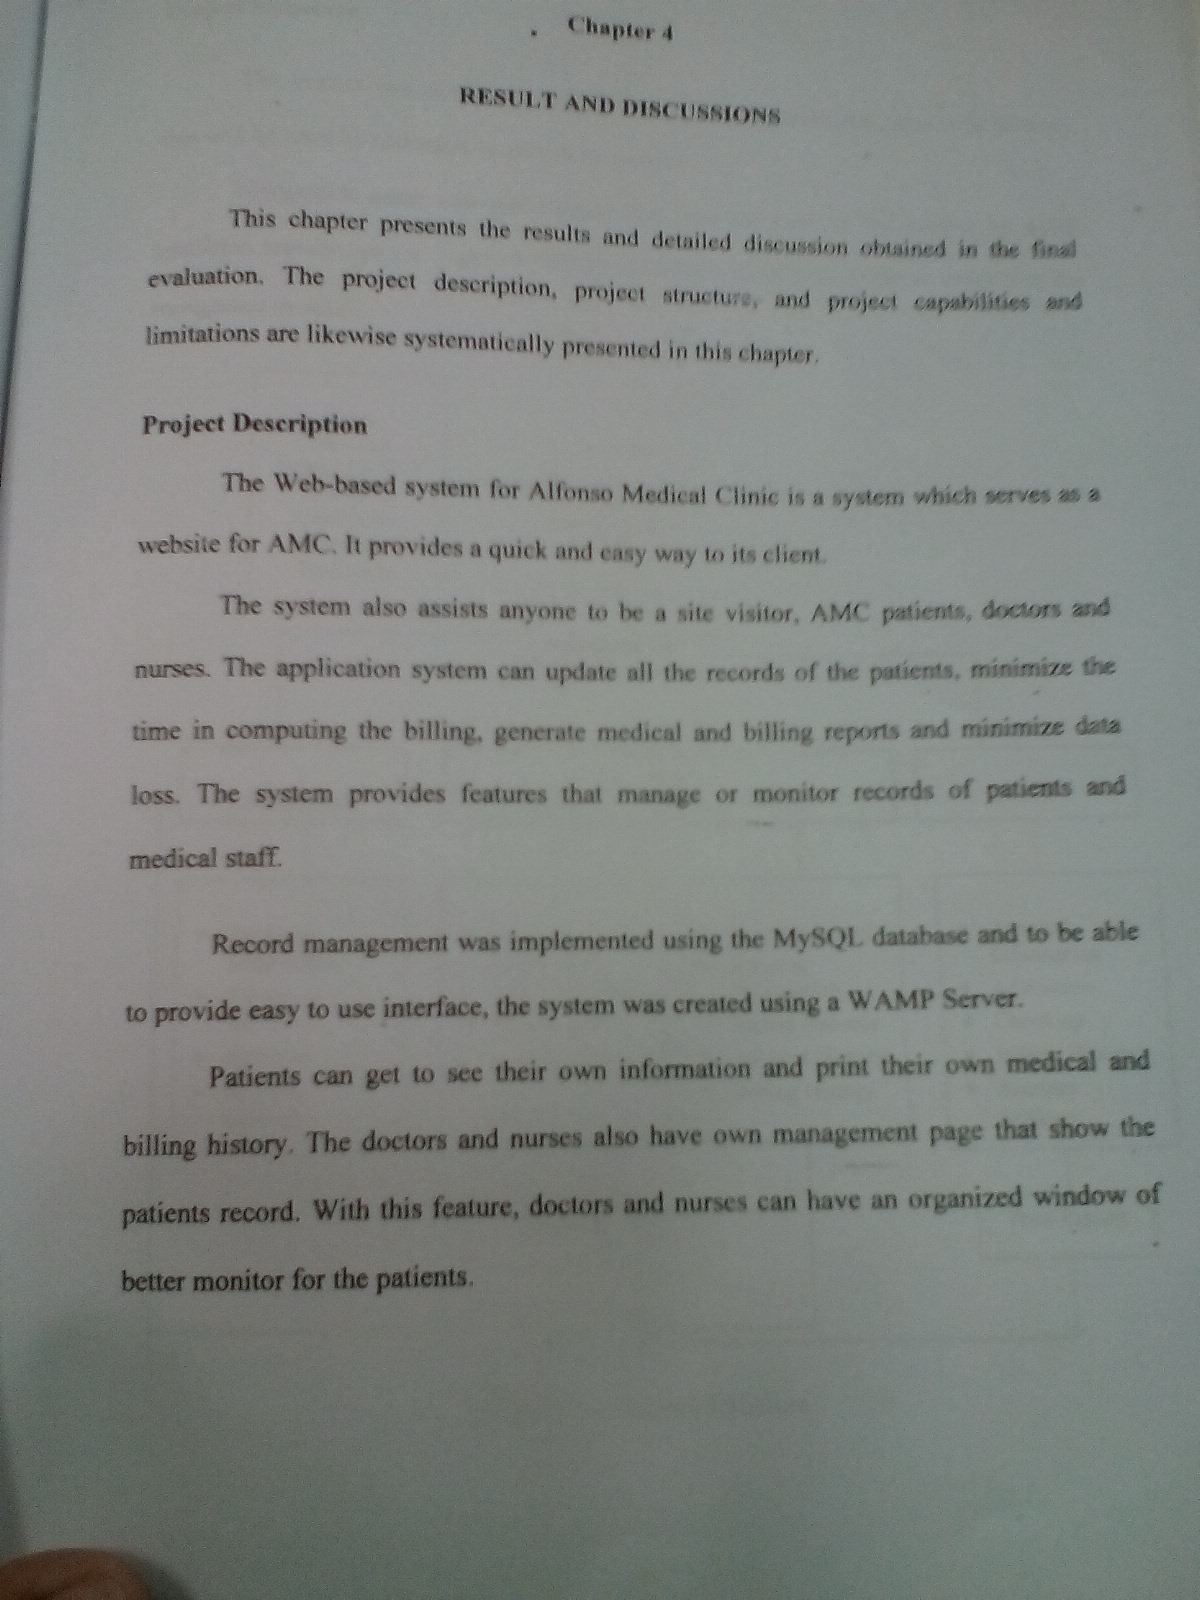 Chapter 4
RESULT AND DISCUSSIONS
This chapter presents the results and detailed discussion obtained in the final
evaluation. The project description, project structure, and project capabilities and
limitations are likewise systematically presented in this chapter.
Project Description
The Web-based system for Alfonso Medical Clinic is a system which serves as a
website for AMC. It provides a quick and easy way to its client.
The system also assists anyone to be a site visitor, AMC patients, doctors and
nurses. The application system can update all the records of the patients, minimize the
time in computing the billing, generate medical and billing reports and minimize data
loss. The system provides features that manage or monitor records of patients and
medical staff.
Record management was implemented using the MySQL database and to be able
to provide easy to use interface, the system was created using a WAMP Server.
Patients can get to see their own information and print their own medical and
billing history. The doctors and nurses also have own management page that show the
patients record. With this feature, doctors and nurses can have an organized window of
better monitor for the patients.